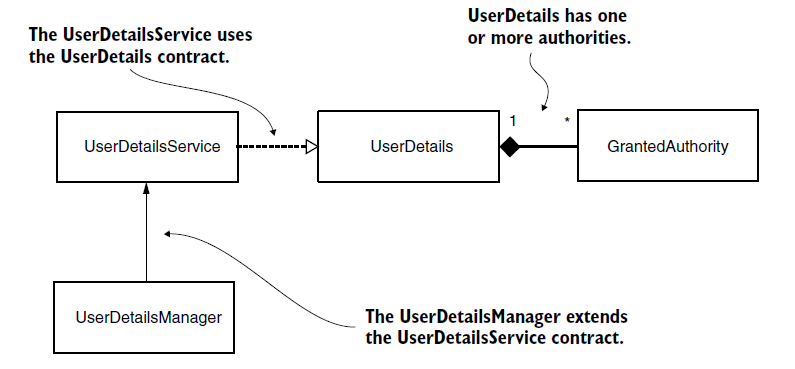 UserDetails has one
or more authorities.
The UserDetailsService uses
the UserDetails contract.
1
*
UserDetailsService
UserDetails
GrantedAuthority
UserDetailsManager
The UserDetailsManager extends
the UserDetailsService contract.